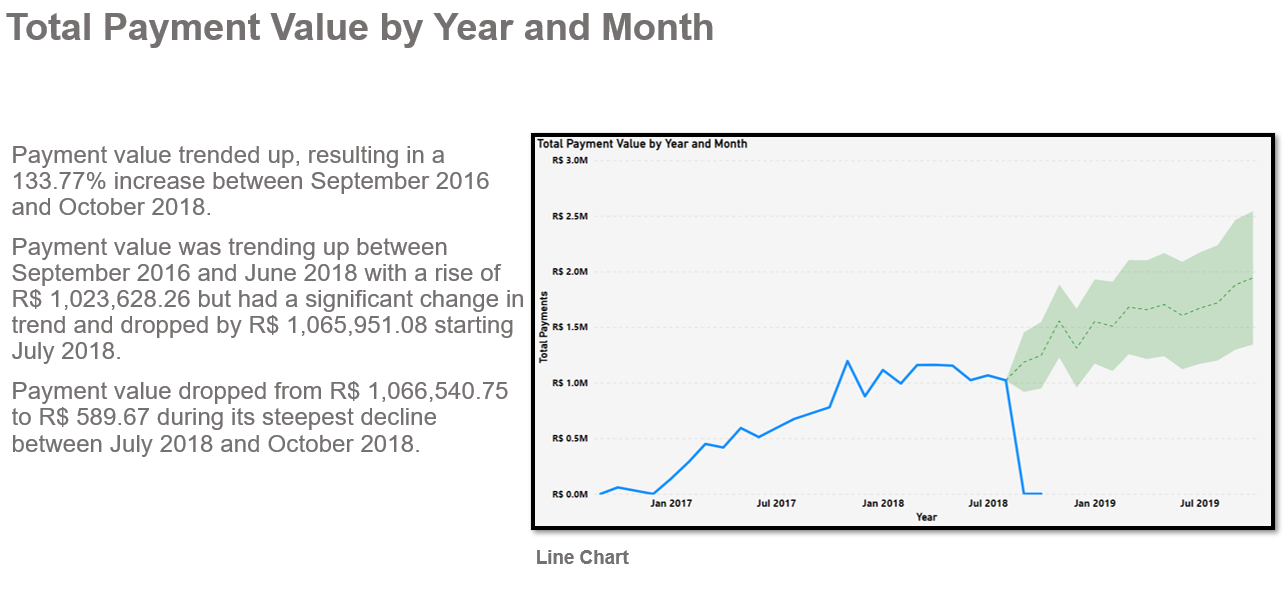 Total Payment Value by Year and Month
Payment value trended up, resulting in a
133.77% increase between September 2016
and October 2018.
Payment value was trending up between
September 2016 and June 2018 with a rise of
R$ 1,023,628.26 but had a significant change in
trend and dropped by R$ 1,065,951.08 starting
July 2018.
Payment value dropped from R$ 1,066,540.75
to R$ 589.67 during its steepest decline
between July 2018 and October 2018.
Total Payment Value by Year and Month
R$ 3.0M
R$ 2.5M
R$ 2.0M
R$ 1.5M
R$ 1.0M
R$ 0.5M
R$ 0.0M
Total Payments
Jan 2017
Jul 2017
Jan 2018
Jul 2018
Jan 2019
Jul 2019
Year
Line Chart